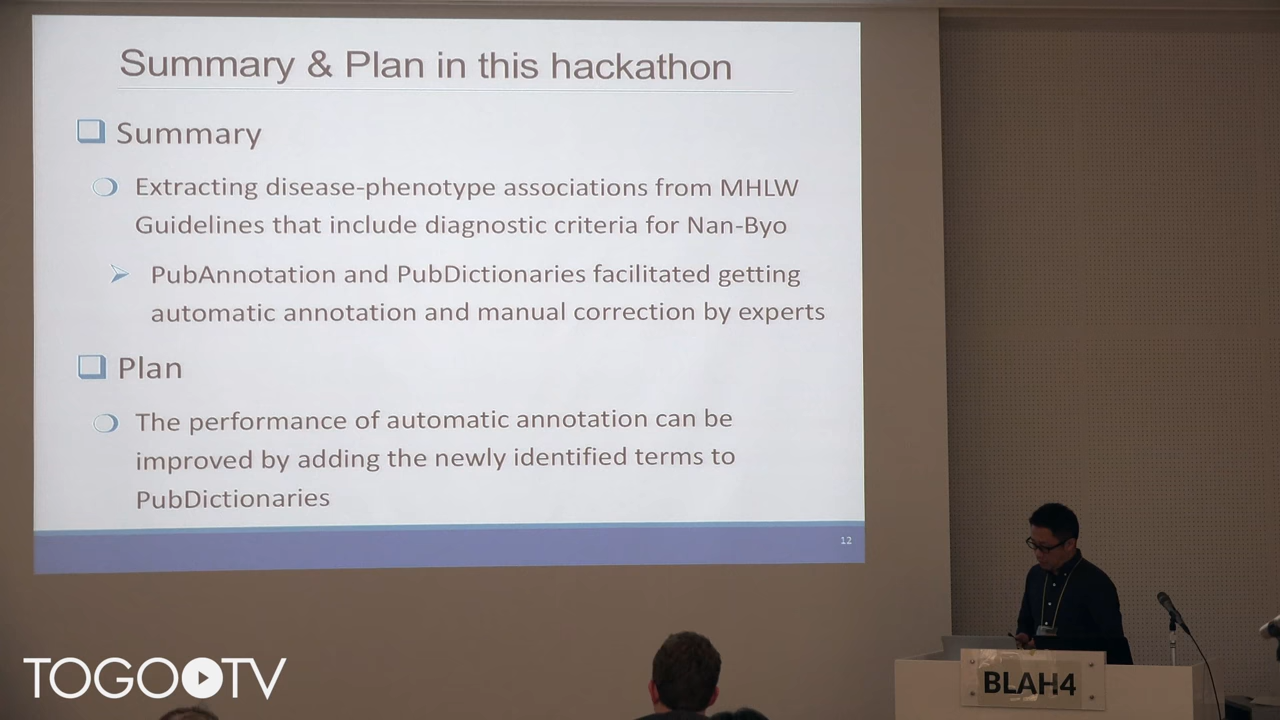 Summary & Plan in this hackathon
Summary
Extracting disease-phenotype associations from MHLW
Guidelines that include diagnostic criteria for Nan-Byo
PubAnnotation and PubDictionaries facilitated getting
automatic annotation and manual correction by experts
Plan
The performance of automatic annotation can be
improved by adding the newly identified terms to
PubDictionaries
12
BLAH4
TOGO TV